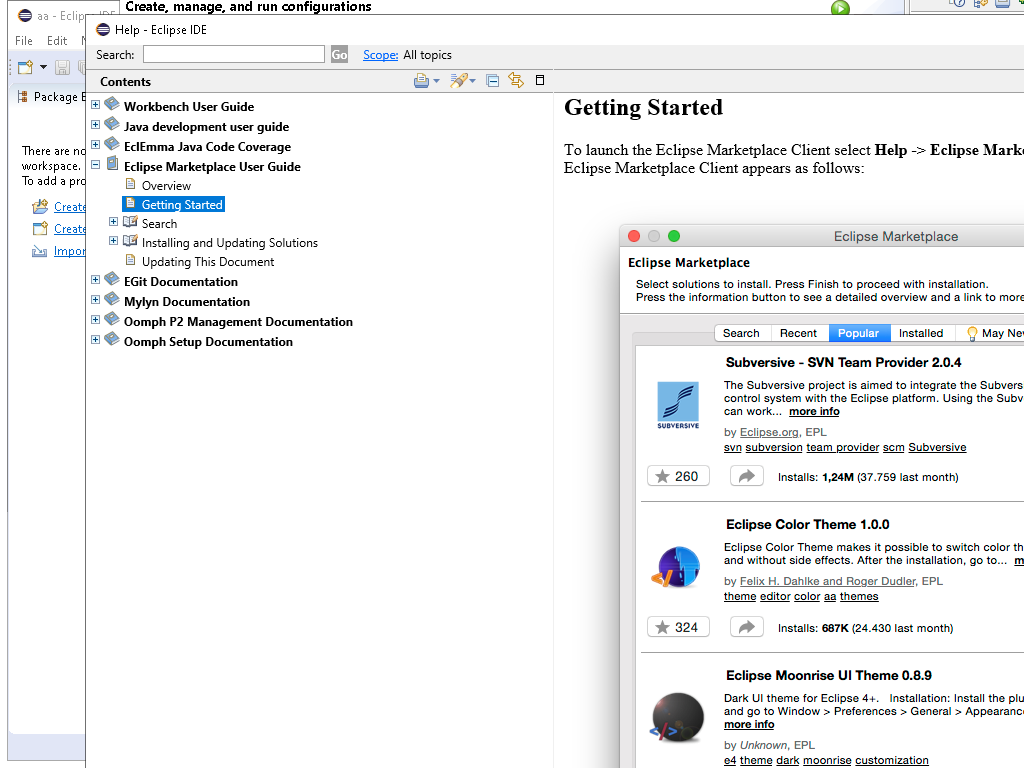 Create, manage, and run configurations
aa - Eclipse IDE
File Edit
Help - Eclipse IDE
Search:
Go
Scope: All topics
Contents
Package E
There are no
workspace.
To add a pro
Create
Create
Impor
Workbench User Guide
Java development user guide
EclEmma Java Code Coverage
Eclipse Marketplace User Guide
Overview
Getting Started
Search
Installing and Updating Solutions
Updating This Document
EGit Documentation
Mylyn Documentation
Oomph P2 Management Documentation
Oomph Setup Documentation
Getting Started
To launch the Eclipse Marketplace Client select Help -> Eclipse Mark
Eclipse Marketplace Client appears as follows:
Eclipse Marketplace
Eclipse Marketplace
Select solutions to install. Press Finish to proceed with installation.
Press the information button to see a detailed overview and a link to more
Search Recent Popular Installed May Nev
Subversive - SVN Team Provider 2.0.4
The Subversive project is aimed to integrate the Subvers
control system with the Eclipse platform. Using the Subv
can work... more info
SUBVERSIVE
by Eclipse.org, EPL
svn subversion team provider scm Subversive
260
Installs: 1,24M (37.759 last month)
Eclipse Color Theme 1.0.0
Eclipse Color Theme makes it possible to switch color th
and without side effects. After the installation, go to... m
by Felix H. Dahlke and Roger Dudler, EPL
theme editor color aa themes
324
Installs: 687K (24.430 last month)
Eclipse Moonrise UI Theme 0.8.9
Dark UI theme for Eclipse 4+. Installation: Install the plu
and go to Window > Preferences > General > Appearance
more info
by Unknown, EPL
e4 theme dark moonrise customization